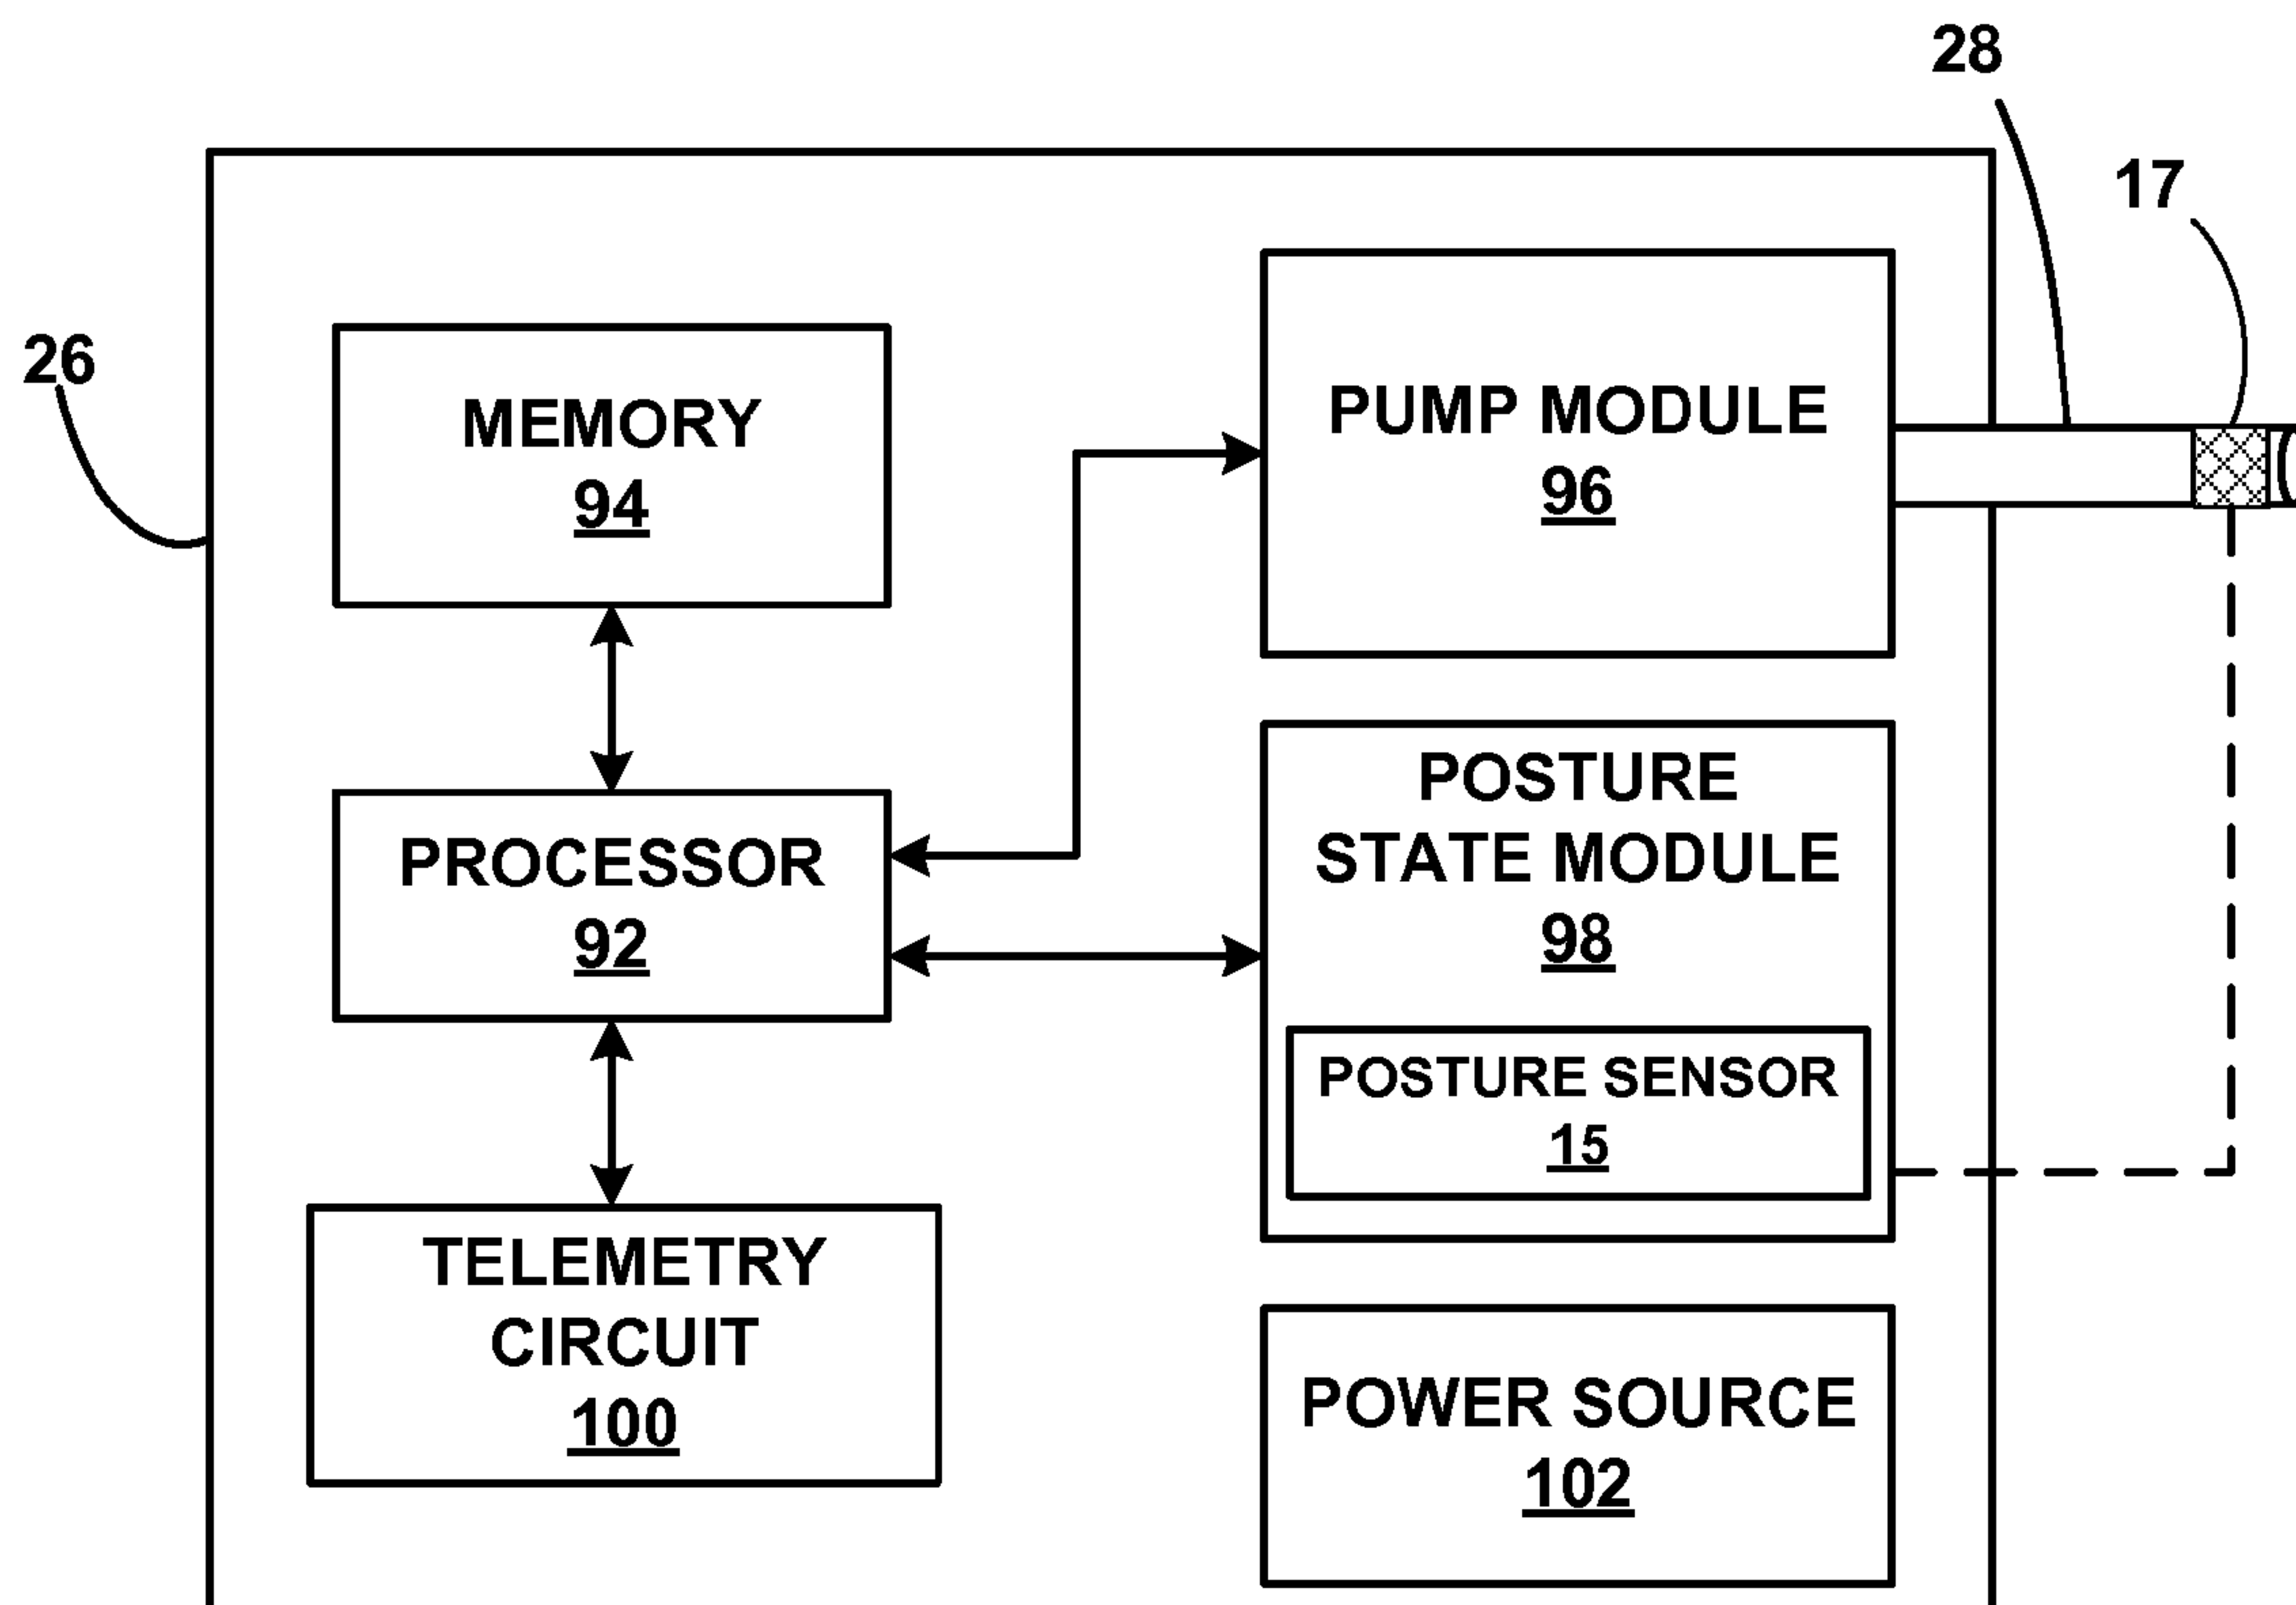 28
17
26
MEMORY
94
PUMP MODULE
96
PROCESSOR
92
POSTURE
STATE MODULE
98
POSTURE SENSOR
15
TELEMETRY
CIRCUIT
100
POWER SOURCE
102